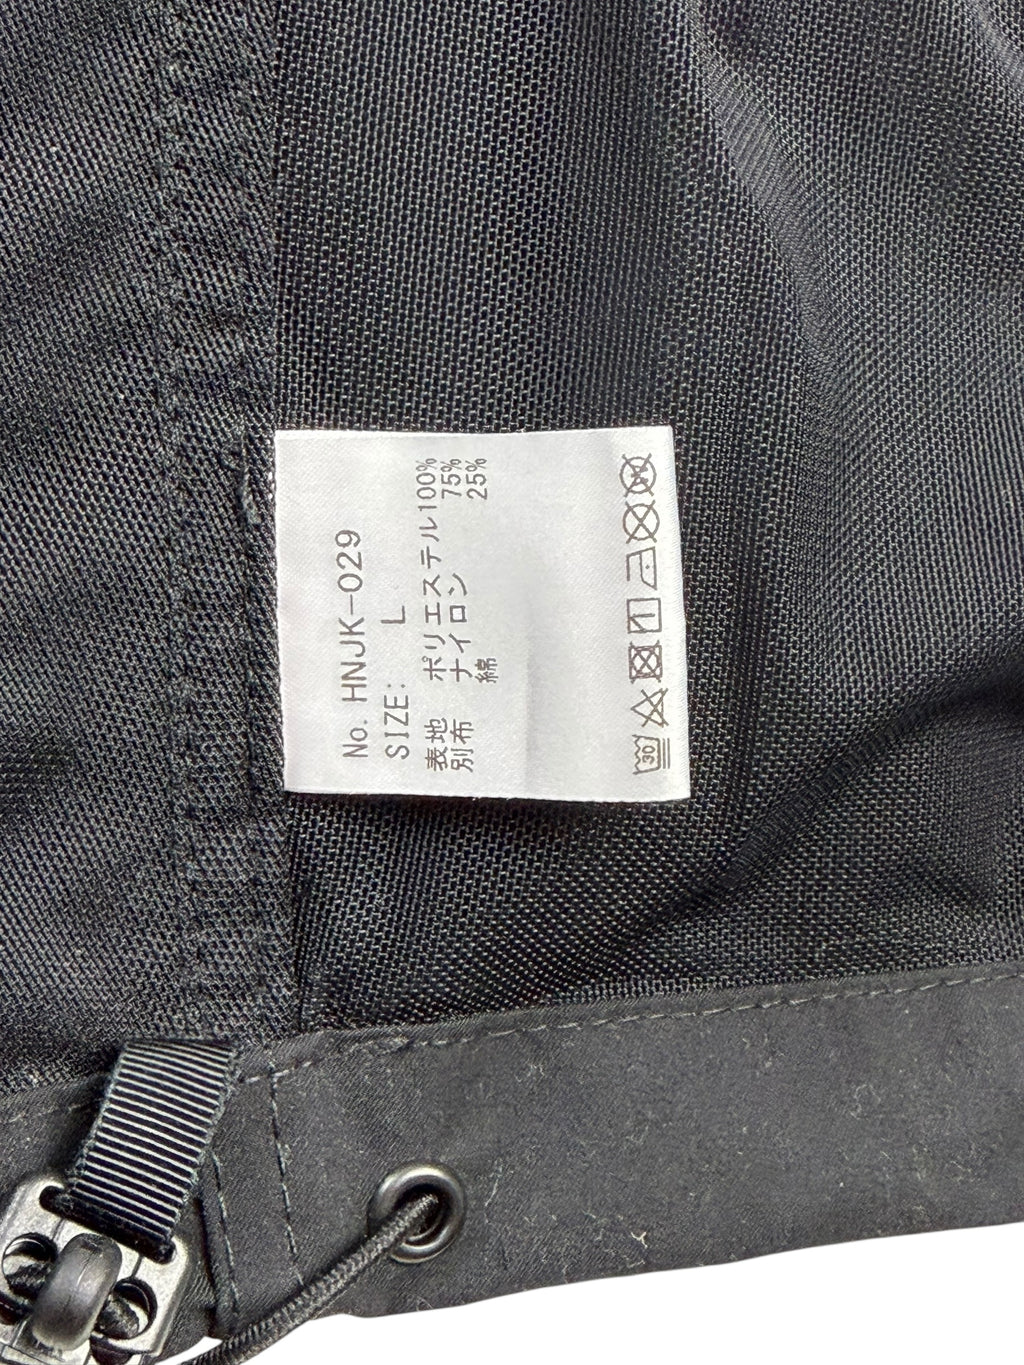 No. HNJK-029
SIZE: L
表地 ポリエステル100%
別布 ナイロン 75%
綿 25%
30